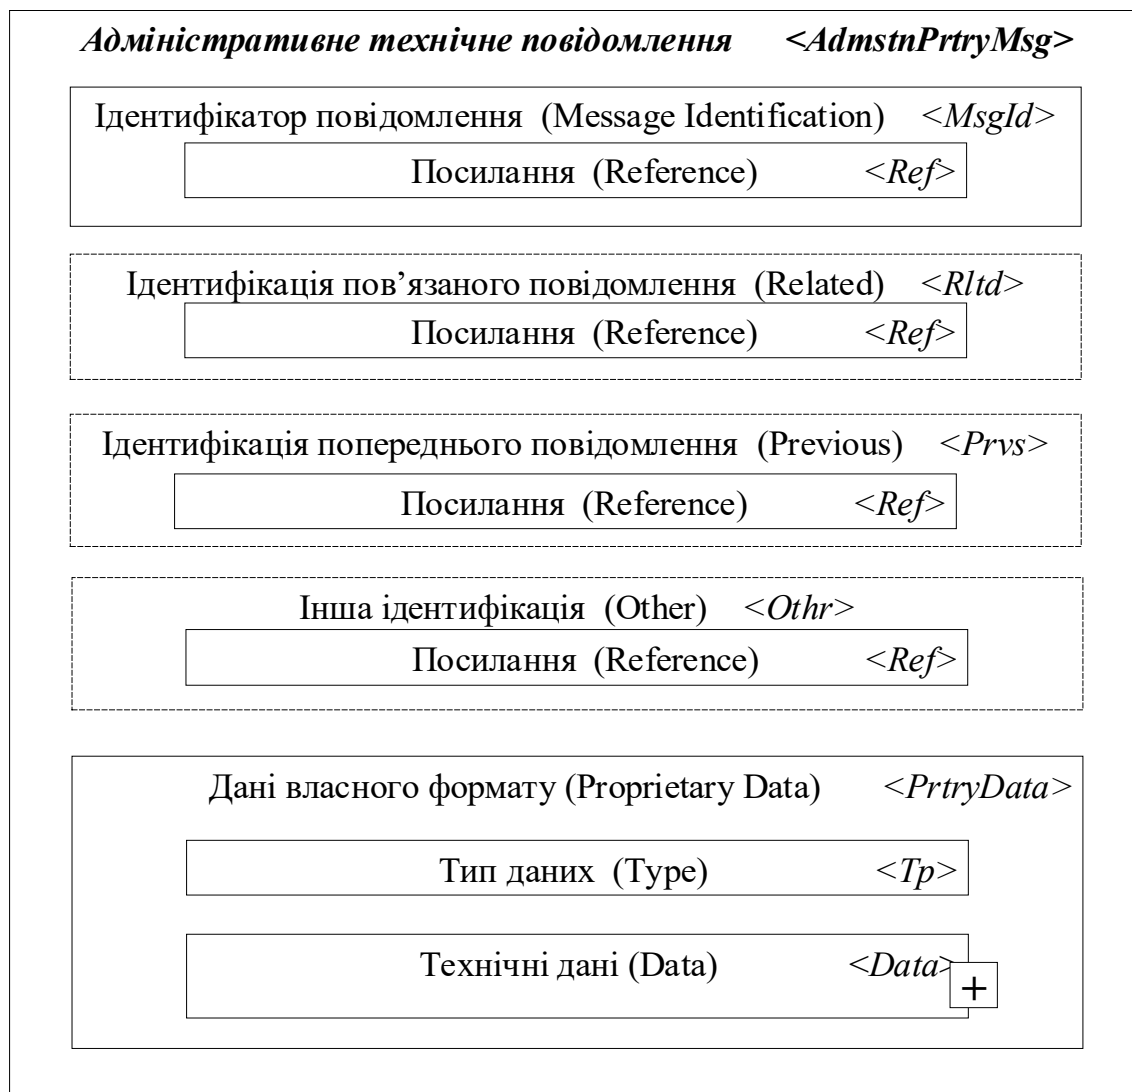 Адміністративне технічне повідомлення <AdmstnPrtryMsg>
Ідентифікатор повідомлення (Message Identification) <MsgId>
Посилання (Reference) <Ref>
Ідентифікація пов’язаного повідомлення (Related) <Rltd>
Посилання (Reference) <Ref>
Ідентифікація попереднього повідомлення (Previous) <Prvs>
Посилання (Reference) <Ref>
Інша ідентифікація (Other) <Othr>
Посилання (Reference) <Ref>
Дані власного формату (Proprietary Data) <PrtryData>
Тип даних (Type) <Tp>
Технічні дані (Data) <Data>
+